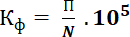 Кф = П/N . 10⁵